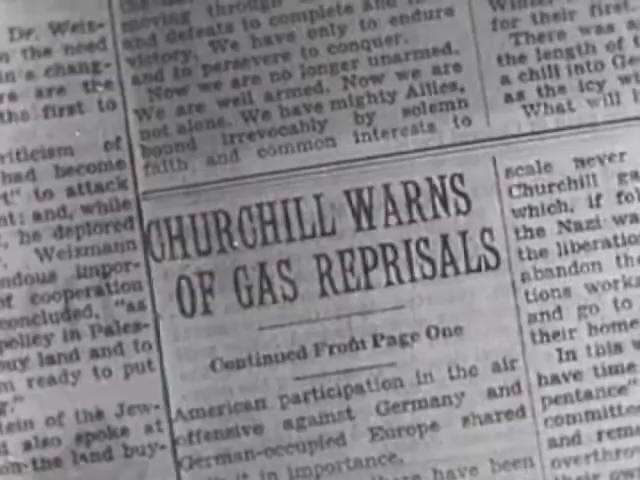 Dr. Weiz-
the need
in's chang-
are the
the first to
riticism of
had become
to attack
nt; and, while
he deplored
Weizmann
ndous impor-
of cooperation
concluded, "as
policy in Pales-
buy land and to
m ready to put
ein of the Jew-
also spoke at
on the land buy-
moving through
and defeats to complete and
victory. We have only to endure
and to persevere to conquer.
Now we are no longer unarmed.
We are well armed. Now we are
not alone. We have mighty Allies,
bound irrevocably by solemn
faith and common interests to
CHURCHILL WARNS
OF GAS REPRISALS
Continued From Page One
American participation in the air
offensive against Germany and
German-occupied Europe shared
it in importance.
have been
for their first
There was
the length of
a chill into Ge
as the icy w
What will
scale never
Churchill ga
which, if fo
the Nazi wa
the liberatio
abandon the
tions work
and go to
their home
In this w
have time
pentance"
committe
and rem
overthro